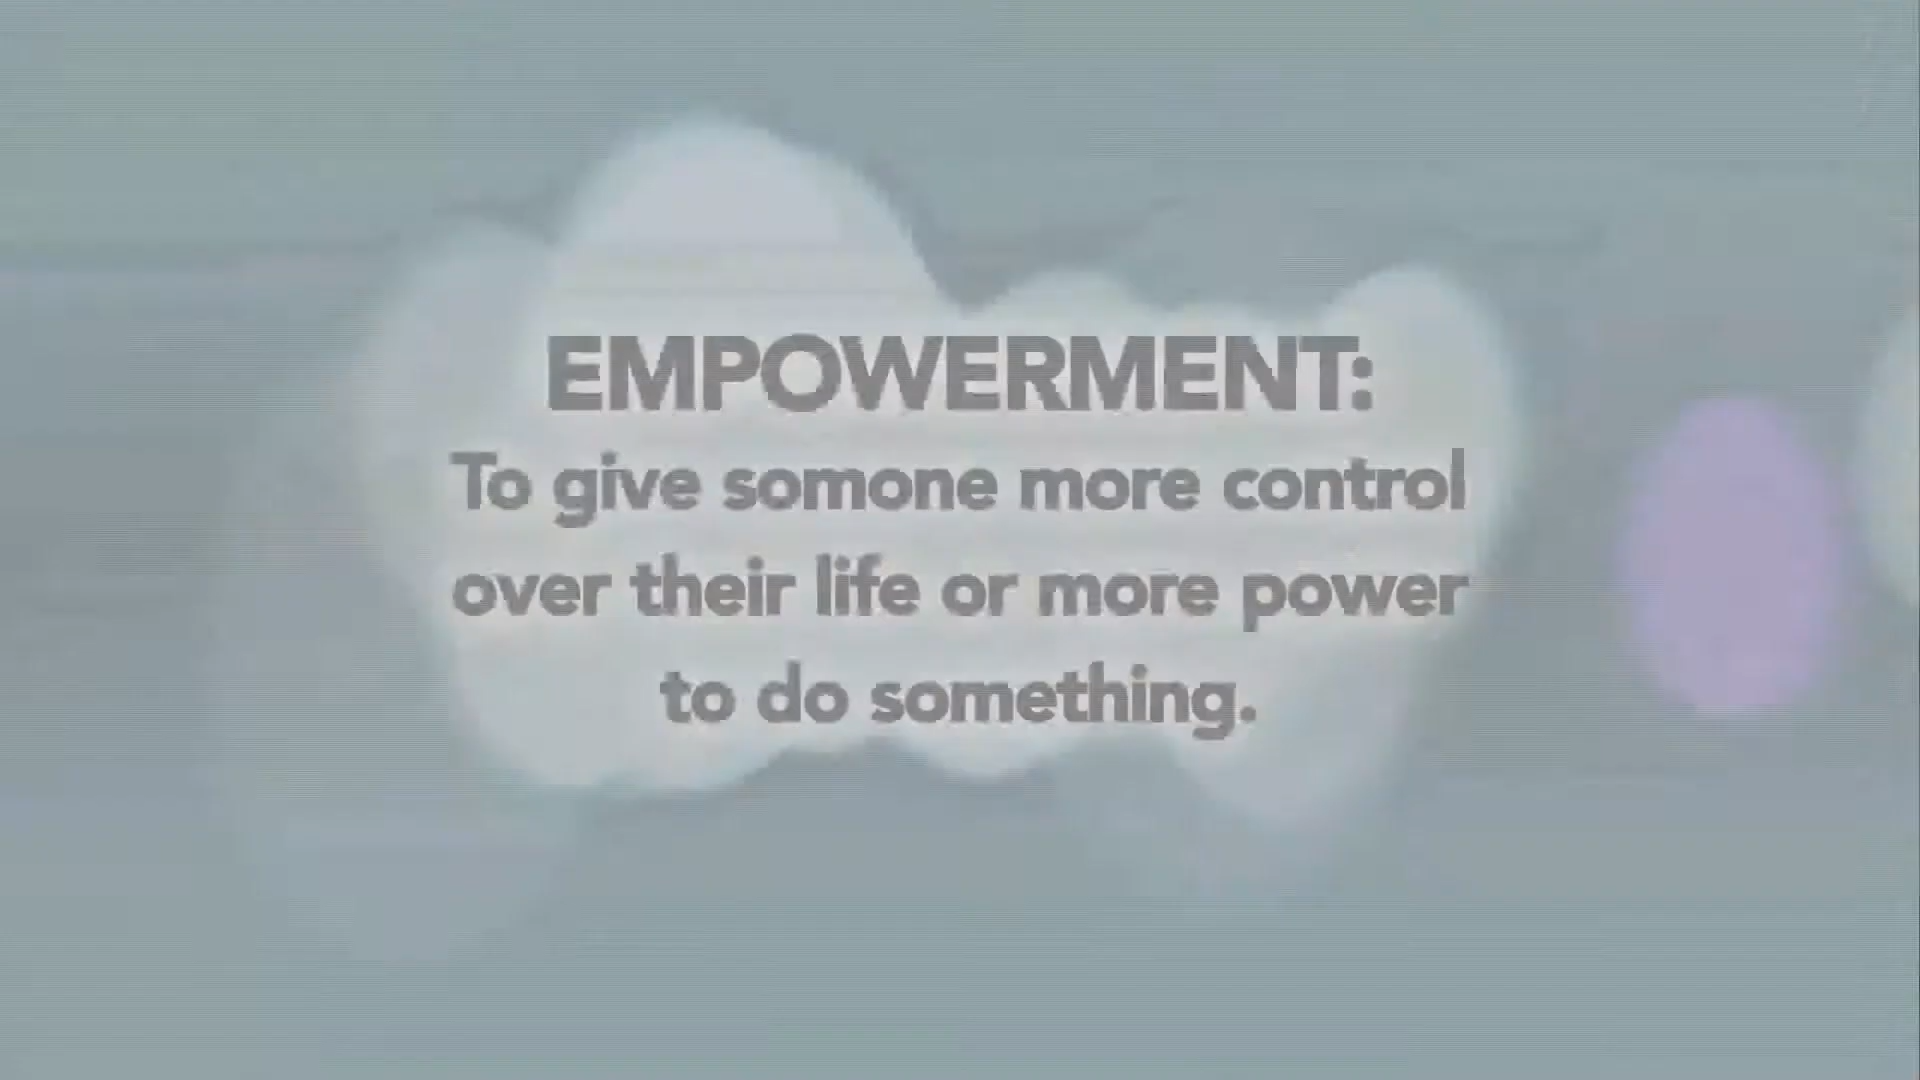 EMPOWERMENT:
To give somone more control
over their life or more power
to do something.